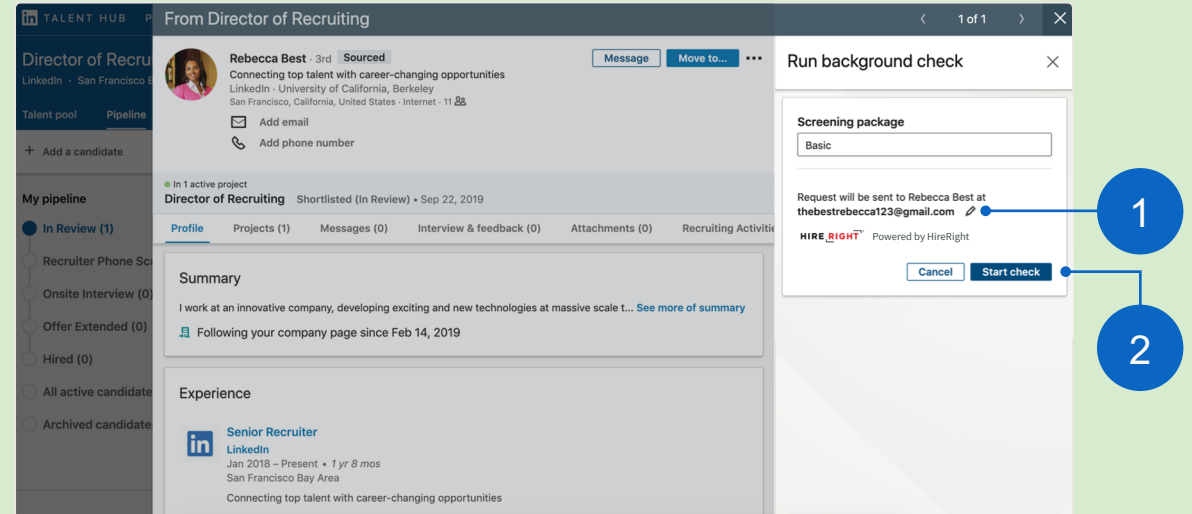 in TALENT HUB P
From Director of Recruiting
1 of 1
Director of Recru
LinkedIn · San Francisco B
Talent pool Pipeline
+ Add a candidate
My pipeline
In Review (1)
Recruiter Phone Scr
Onsite Interview (0)
Offer Extended (0)
Hired (0)
All active candidate
Archived candidate
Rebecca Best · 3rd Sourced
Message Move to... •••
Connecting top talent with career-changing opportunities
LinkedIn · University of California, Berkeley
San Francisco, California, United States · Internet · 11
Add email
Add phone number
In 1 active project
Director of Recruiting Shortlisted (In Review) • Sep 22, 2019
Profile Projects (1) Messages (0) Interview & feedback (0) Attachments (0) Recruiting Activitie
Summary
I work at an innovative company, developing exciting and new technologies at massive scale t... See more of summary
Following your company page since Feb 14, 2019
Experience
in
Senior Recruiter
LinkedIn
Jan 2018 – Present • 1 yr 8 mos
San Francisco Bay Area
Connecting top talent with career-changing opportunities
Run background check
Screening package
Basic
Request will be sent to Rebecca Best at
thebestrebecca123@gmail.com
HIRE RIGHT Powered by HireRight
Cancel Start check
1
2